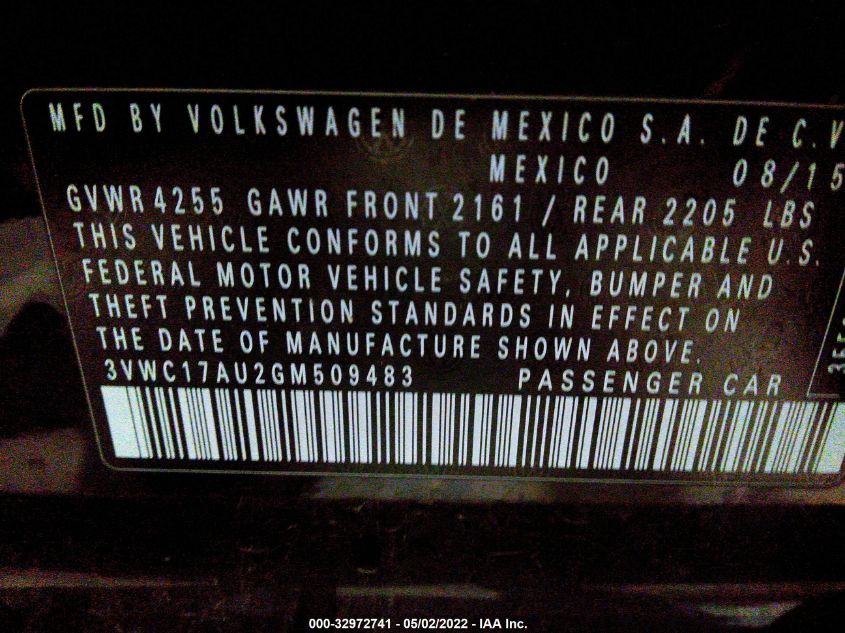 MFD BY VOLKSWAGEN DE MEXICO S.A. DE C.V
MEXICO 08/15
GVWR 4255 GAWR FRONT 2161 / REAR 2205 LBS
THIS VEHICLE CONFORMS TO ALL APPLICABLE U.S.
FEDERAL MOTOR VEHICLE SAFETY, BUMPER AND
THEFT PREVENTION STANDARDS IN EFFECT ON
THE DATE OF MANUFACTURE SHOWN ABOVE.
3VWC17AU2GM509483 PASSENGER CAR
000-32972741 - 05/02/2022 - IAA Inc.